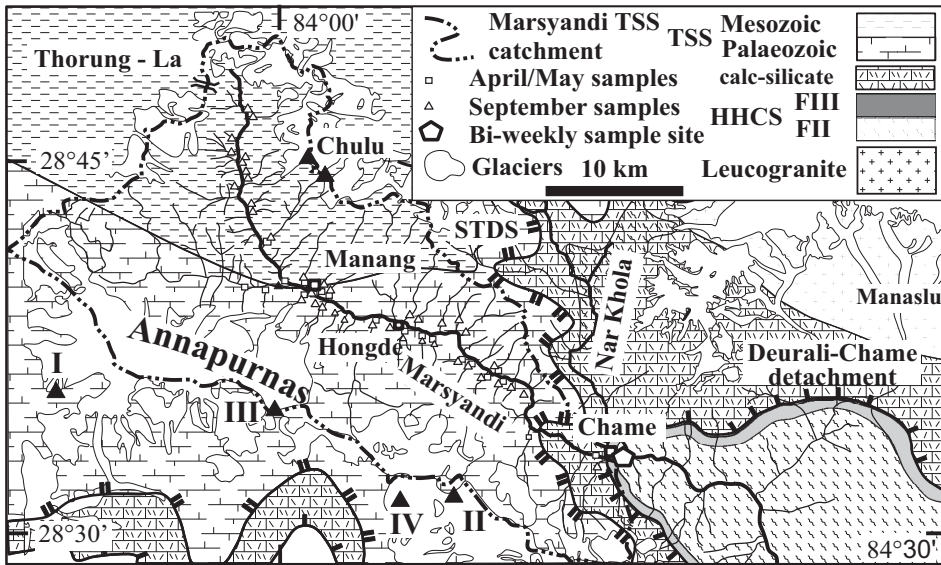 84°00’
Thorung - La
28°45’
Chulu
Marsyandi TSS
catchment
April/May samples
September samples
Bi-weekly sample site
Glaciers
10 km
TSS
Mesozoic
Palaeozoic
calc-silicate
HHCS
FIII
FII
Leucogranite
STDS
Manang
Nar Khola
Manaslu
Annapurnas
Hongde
Marsyandi
Deurali-Chame
detachment
I
III
Chame
IV
II
28°30’
84°30’